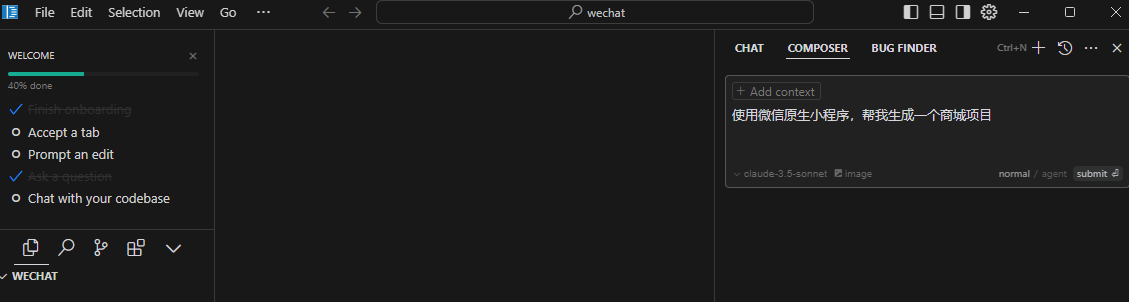 File Edit Selection View Go ··· wechat
WELCOME
40% done
Finish onboarding
Accept a tab
Prompt an edit
Ask a question
Chat with your codebase
WECHAT
CHAT COMPOSER BUG FINDER Ctrl+N
+ Add context
使用微信原生小程序，帮我生成一个商城项目
claude-3.5-sonnet image normal / agent submit ⏎